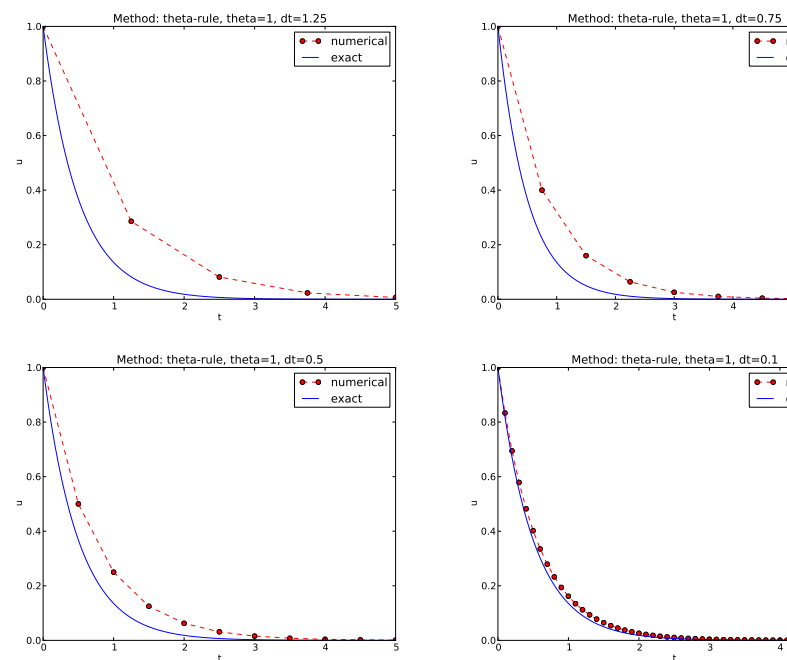 Method: theta-rule, theta=1, dt=1.25
numerical
exact
1.0
0.8
0.6
0.4
0.2
0.0
u
0 1 2 3 4 5
t
Method: theta-rule, theta=1, dt=0.75
1.0
0.8
0.6
0.4
0.2
0.0
u
0 1 2 3 4
t
Method: theta-rule, theta=1, dt=0.5
numerical
exact
1.0
0.8
0.6
0.4
0.2
0.0
u
0 1 2 3 4 5
t
Method: theta-rule, theta=1, dt=0.1
1.0
0.8
0.6
0.4
0.2
0.0
u
0 1 2 3 4
t